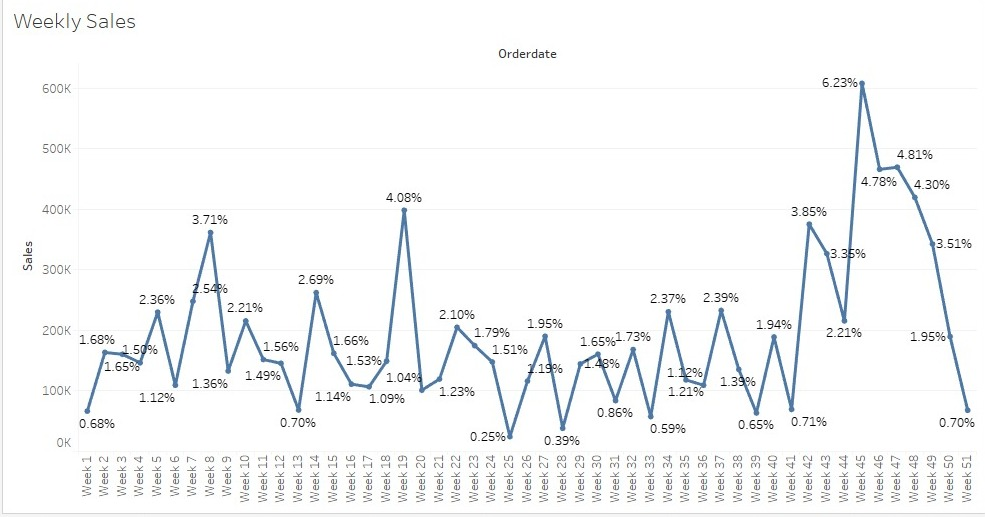 Weekly Sales
Orderdate
Sales
600K
500K
400K
300K
200K
100K
0K
0.68%
1.68%
1.65%
1.50%
2.36%
1.12%
2.54%
3.71%
1.36%
2.21%
1.49%
1.56%
0.70%
2.69%
1.66%
1.14%
1.09%
1.53%
4.08%
1.04%
1.23%
2.10%
1.79%
1.51%
0.25%
1.19%
1.95%
0.39%
1.48%
1.65%
0.86%
1.73%
0.59%
2.37%
1.21%
1.12%
2.39%
1.39%
0.65%
1.94%
0.71%
3.85%
3.35%
2.21%
6.23%
4.78%
4.81%
4.30%
3.51%
1.95%
0.70%
Week 1
Week 2
Week 3
Week 4
Week 5
Week 6
Week 7
Week 8
Week 9
Week 10
Week 11
Week 12
Week 13
Week 14
Week 15
Week 16
Week 17
Week 18
Week 19
Week 20
Week 21
Week 22
Week 23
Week 24
Week 25
Week 26
Week 27
Week 28
Week 29
Week 30
Week 31
Week 32
Week 33
Week 34
Week 35
Week 36
Week 37
Week 38
Week 39
Week 40
Week 41
Week 42
Week 43
Week 44
Week 45
Week 46
Week 47
Week 48
Week 49
Week 50
Week 51